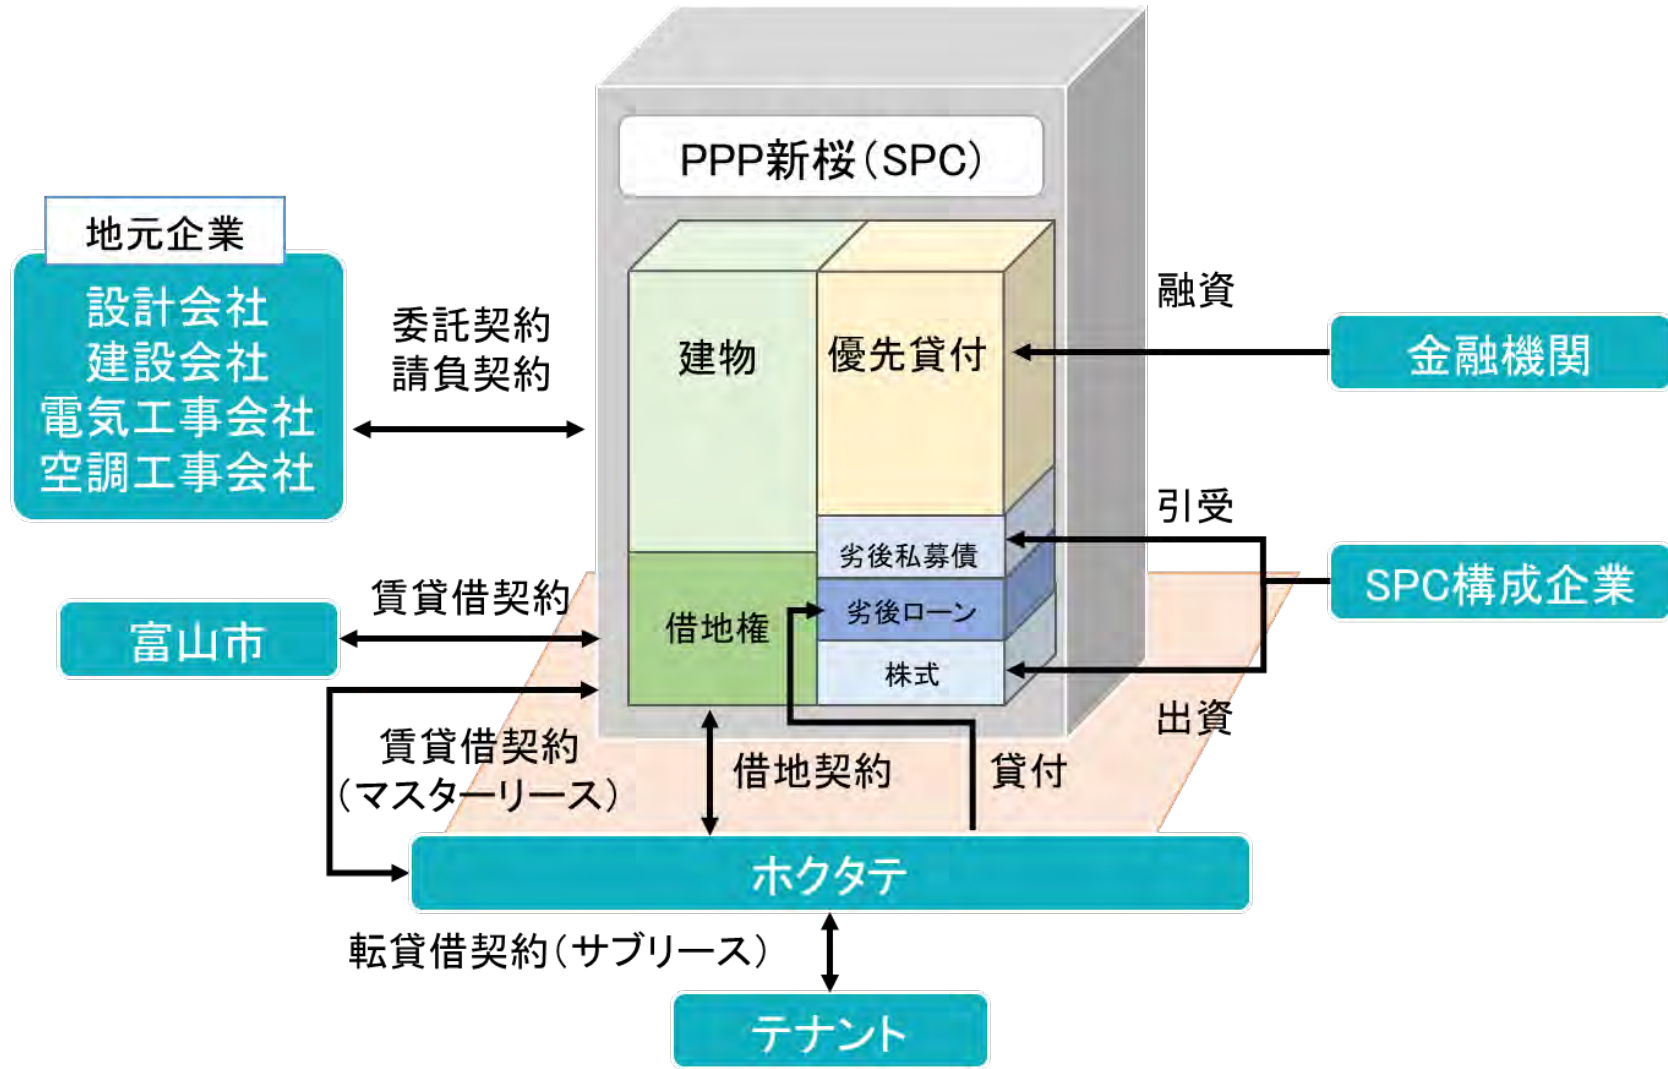 PPP新桜(SPC)
地元企業
設計会社
建設会社
電気工事会社
空調工事会社
委託契約
請負契約
建物
優先貸付
融資
金融機関
劣後私募債
引受
劣後ローン
SPC構成企業
賃貸借契約
富山市
借地権
株式
出資
賃貸借契約
(マスターリース)
借地契約
貸付
ホクタテ
転貸借契約(サブリース)
テナント